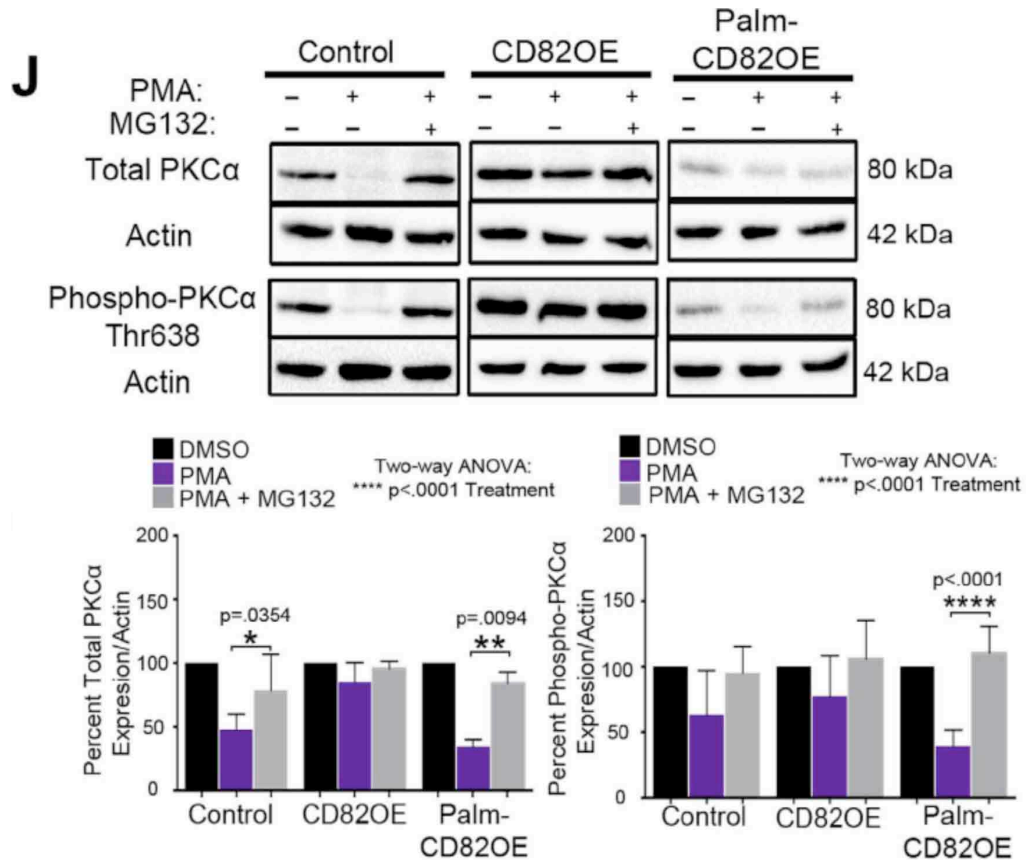 J
Control
CD82OE
Palm-
CD82OE
PMA: – + + – + + – + +
MG132: – – + – – + – – +
Total PKCα 80 kDa
Actin 42 kDa
Phospho-PKCα
Thr638
80 kDa
Actin 42 kDa
DMSO
PMA
PMA + MG132
Two-way ANOVA:
**** p<.0001 Treatment
Percent Total PKCα
Expresion/Actin
200
150
100
50
0
p=.0354
*
p=.0094
**
Control
CD82OE
Palm-
CD82OE
DMSO
PMA
PMA + MG132
Two-way ANOVA:
**** p<.0001 Treatment
Percent Phospho-PKCα
Expresion/Actin
200
150
100
50
0
p<.0001
****
Control
CD82OE
Palm-
CD82OE